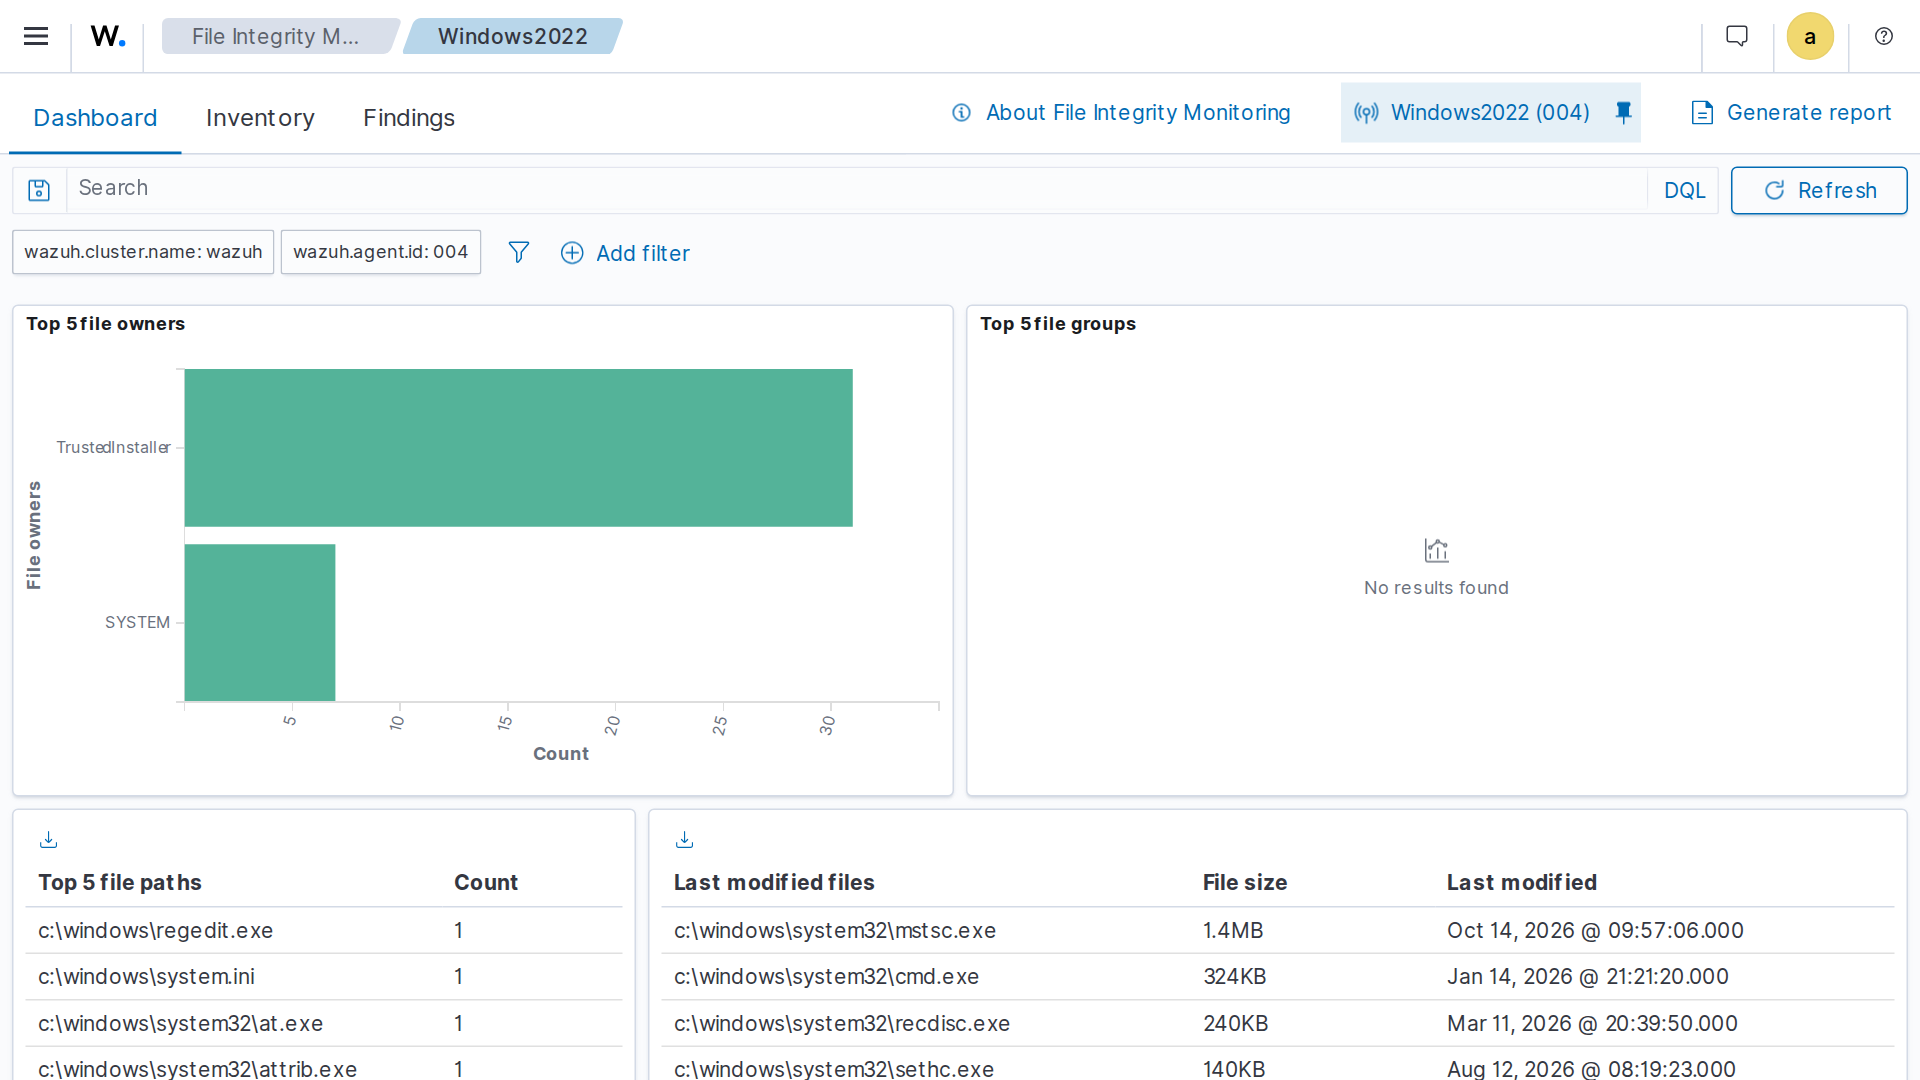 W.
File Integrity M...
Windows2022
a
Dashboard
Inventory
Findings
About File Integrity Monitoring
Windows2022 (004)
Generate report
Search
DQL
Refresh
wazuh.cluster.name: wazuh
wazuh.agent.id: 004
Add filter
Top 5 file owners
TrustedInstaller
SYSTEM
File owners
5
10
15
20
25
30
Count
Top 5 file groups
No results found
Top 5 file paths Count
c:\windows\regedit.exe 1
c:\windows\system.ini 1
c:\windows\system32\at.exe 1
c:\windows\system32\attrib.exe 1
Last modified files File size Last modified
c:\windows\system32\mstsc.exe 1.4MB Oct 14, 2026 @ 09:57:06.000
c:\windows\system32\cmd.exe 324KB Jan 14, 2026 @ 21:21:20.000
c:\windows\system32\recdisc.exe 240KB Mar 11, 2026 @ 20:39:50.000
c:\windows\system32\sethc.exe 140KB Aug 12, 2026 @ 08:19:23.000